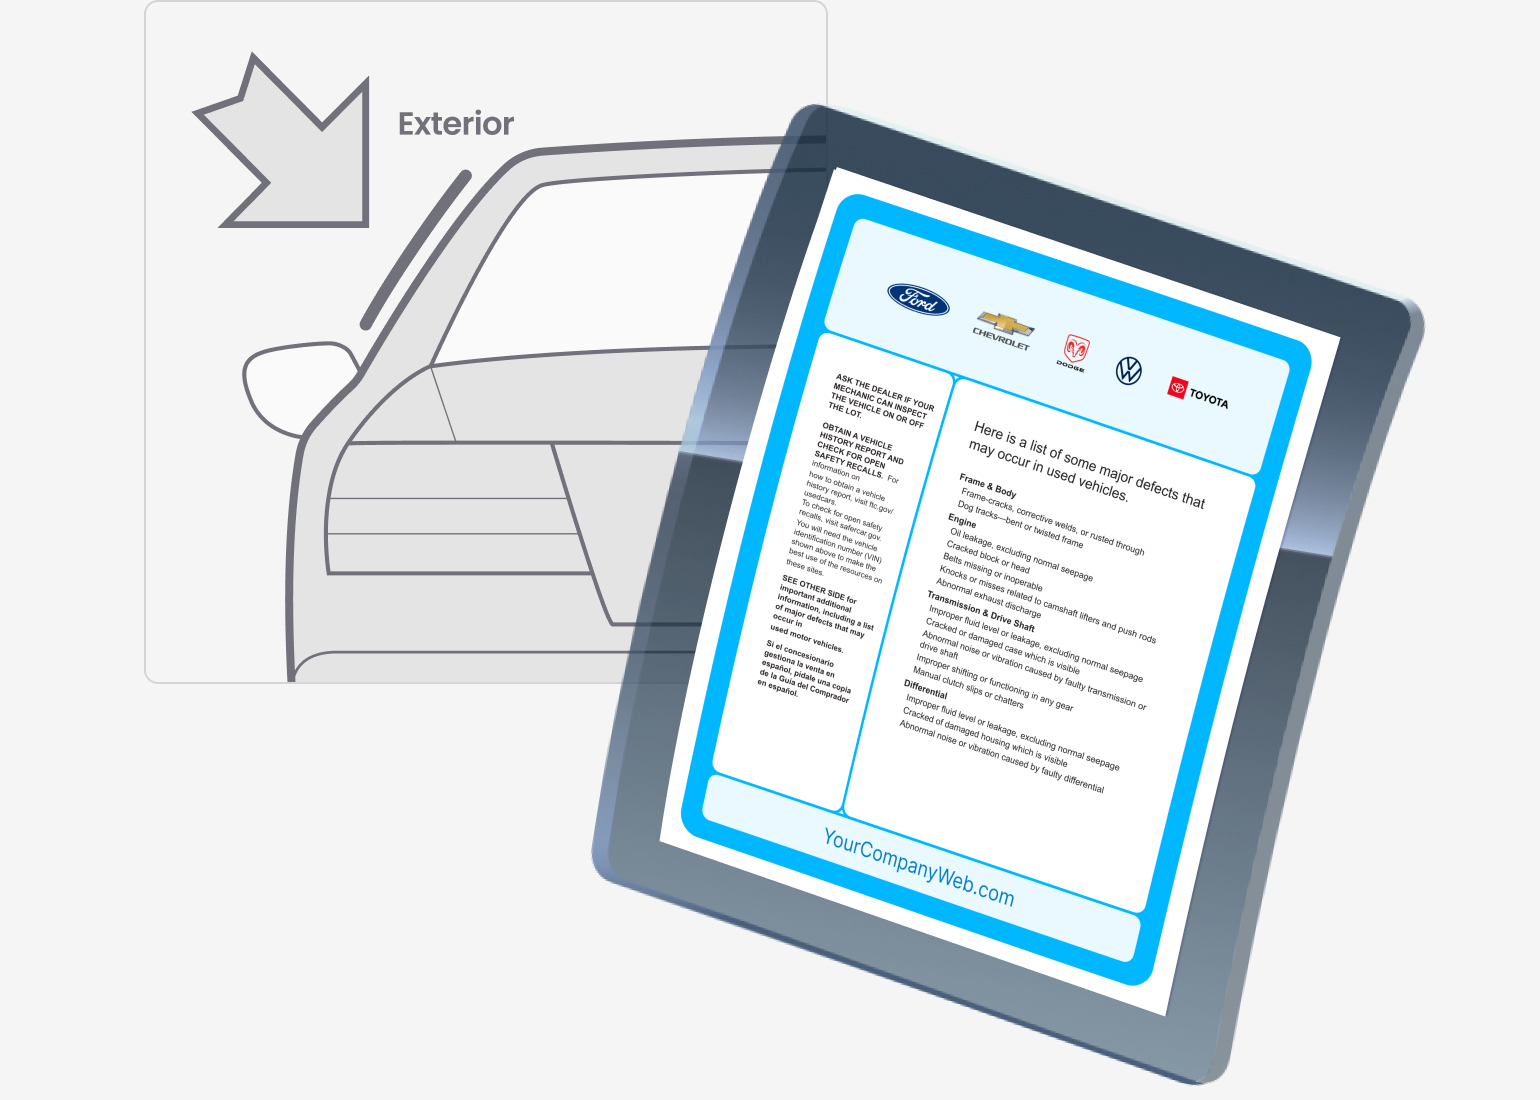 Exterior
Ford
CHEVROLET
DODGE
TOYOTA
ASK THE DEALER IF YOUR
MECHANIC CAN INSPECT
THE VEHICLE ON OR OFF
THE LOT.
OBTAIN A VEHICLE
HISTORY REPORT AND
CHECK FOR OPEN
SAFETY RECALLS. For
information on
how to obtain a vehicle
history report, visit ftc.gov/
usedcars.
To check for open safety
recalls, visit safercar.gov.
You will need the vehicle
identification number (VIN)
shown above to make the
best use of the resources on
these sites.
SEE OTHER SIDE for
important additional
information, including a list
of major defects that may
occur in
used motor vehicles.
Si el concesionario
gestiona la venta en
español, pídale una copia
de la Guía del Comprador
en español.
Here is a list of some major defects that
may occur in used vehicles.
Frame & Body
Frame-cracks, corrective welds, or rusted through
Dog tracks—bent or twisted frame
Engine
Oil leakage, excluding normal seepage
Cracked block or head
Belts missing or inoperable
Knocks or misses related to camshaft lifters and push rods
Abnormal exhaust discharge
Transmission & Drive Shaft
Improper fluid level or leakage, excluding normal seepage
Cracked or damaged case which is visible
Abnormal noise or vibration caused by faulty transmission or
drive shaft
Improper shifting or functioning in any gear
Manual clutch slips or chatters
Differential
Improper fluid level or leakage, excluding normal seepage
Cracked of damaged housing which is visible
Abnormal noise or vibration caused by faulty differential
YourCompanyWeb.com